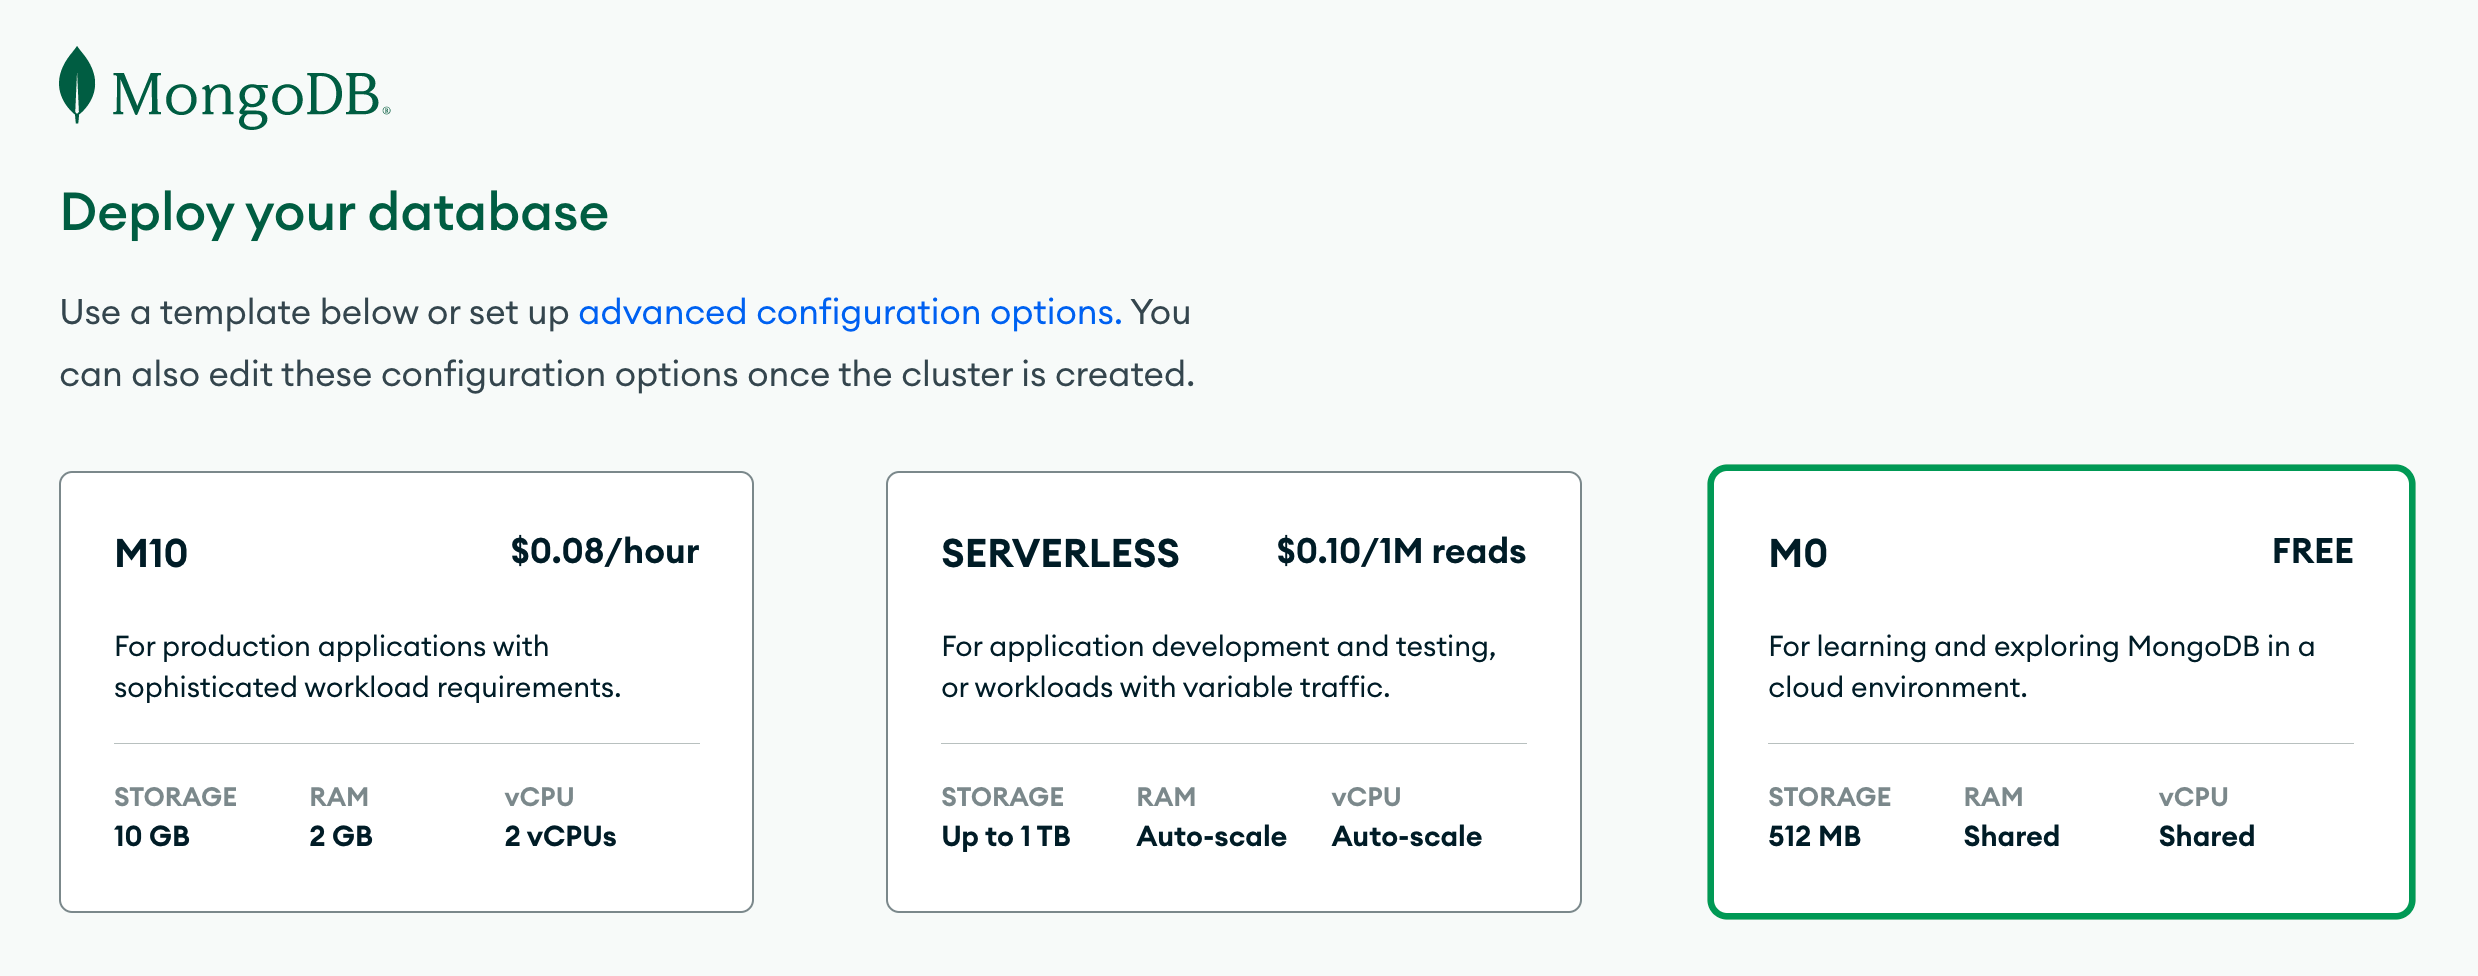 MongoDB®
Deploy your database
Use a template below or set up advanced configuration options. You
can also edit these configuration options once the cluster is created.
M10 $0.08/hour
For production applications with
sophisticated workload requirements.
STORAGE RAM vCPU
10 GB 2 GB 2 vCPUs
SERVERLESS $0.10/1M reads
For application development and testing,
or workloads with variable traffic.
STORAGE RAM vCPU
Up to 1 TB Auto-scale Auto-scale
M0 FREE
For learning and exploring MongoDB in a
cloud environment.
STORAGE RAM vCPU
512 MB Shared Shared